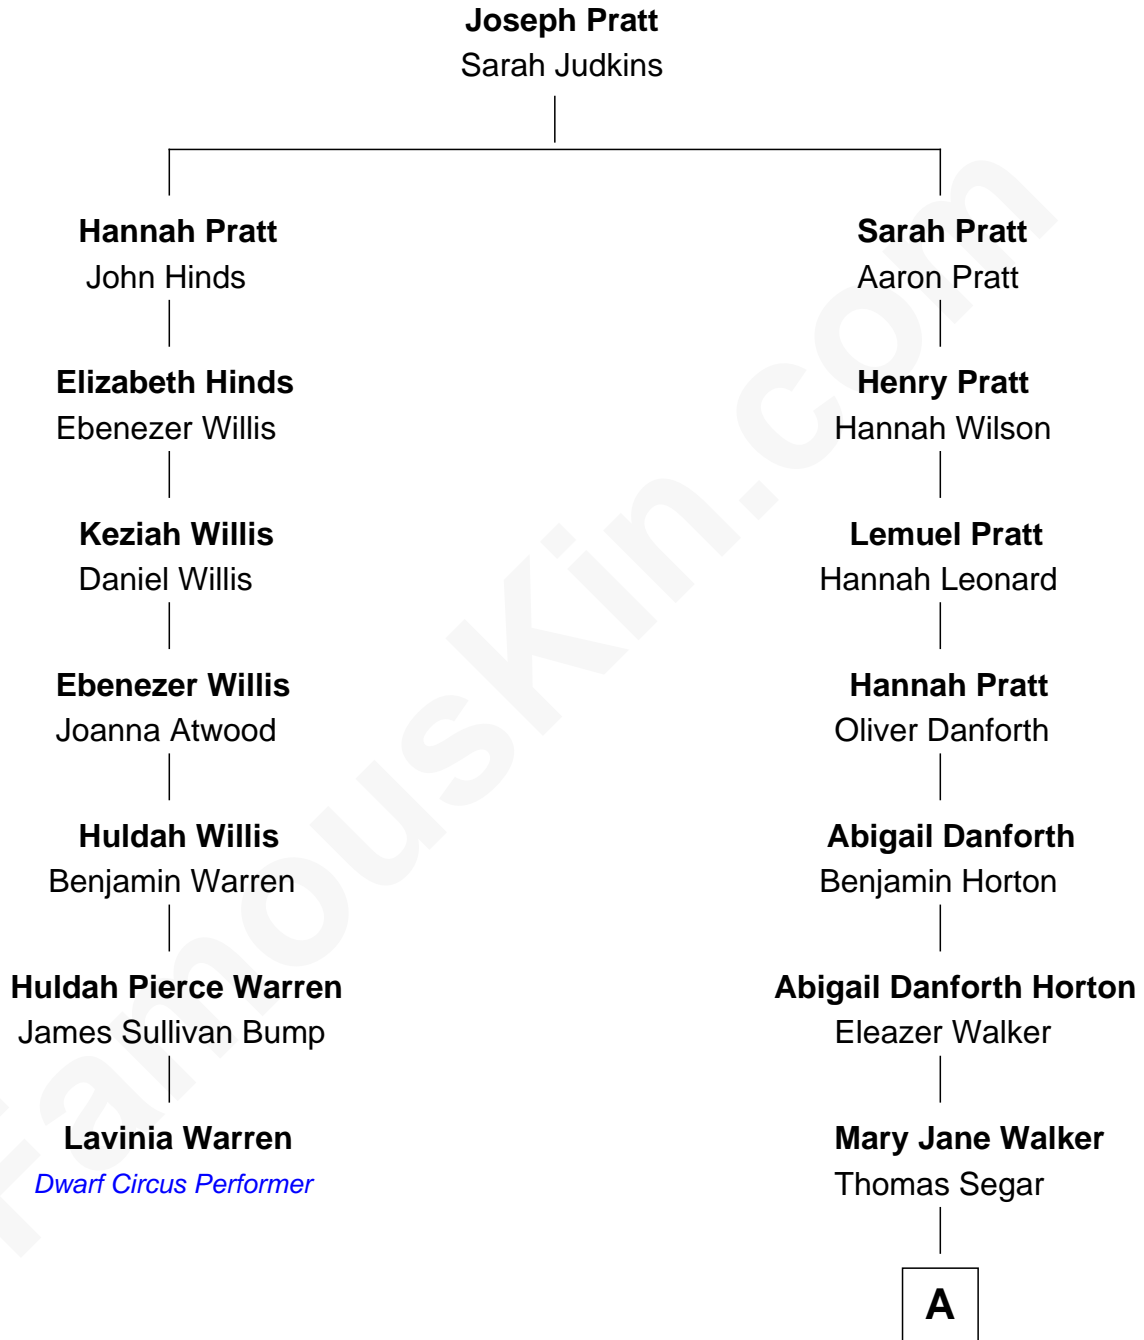 Joseph Pratt
Sarah Judkins
Hannah Pratt
John Hinds
Sarah Pratt
Aaron Pratt
Elizabeth Hinds
Ebenezer Willis
Henry Pratt
Hannah Wilson
Keziah Willis
Daniel Willis
Lemuel Pratt
Hannah Leonard
Ebenezer Willis
Joanna Atwood
Hannah Pratt
Oliver Danforth
Huldah Willis
Benjamin Warren
Abigail Danforth
Benjamin Horton
Huldah Pierce Warren
James Sullivan Bump
Abigail Danforth Horton
Eleazer Walker
Lavinia Warren
Dwarf Circus Performer
Mary Jane Walker
Thomas Segar
A
FamousKin.com